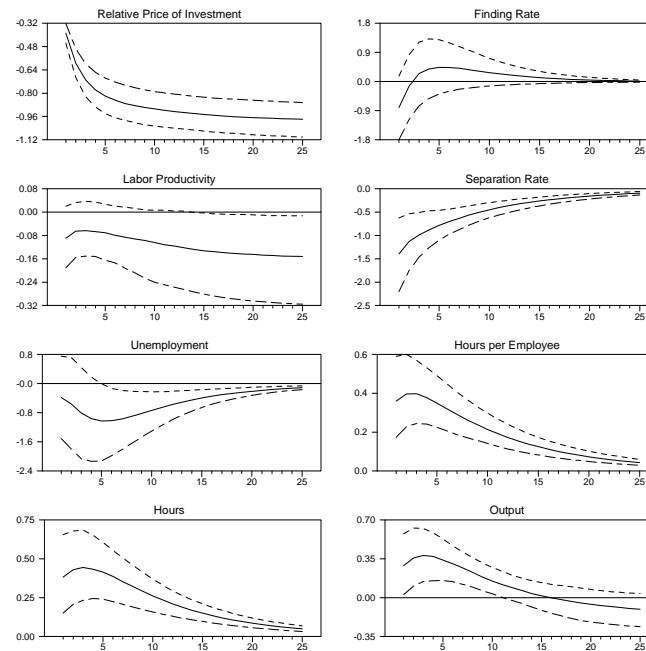 Relative Price of Investment
-0.32
-0.48
-0.64
-0.80
-0.96
-1.12
5 10 15 20 25
Finding Rate
1.8
0.9
0.0
-0.9
-1.8
5 10 15 20 25
Labor Productivity
0.08
0.00
-0.08
-0.16
-0.24
-0.32
5 10 15 20 25
Separation Rate
0.0
-0.5
-1.0
-1.5
-2.0
-2.5
5 10 15 20 25
Unemployment
0.8
-0.0
-0.8
-1.6
-2.4
5 10 15 20 25
Hours per Employee
0.6
0.4
0.2
0.0
5 10 15 20 25
Hours
0.75
0.50
0.25
0.00
5 10 15 20 25
Output
0.70
0.35
0.00
-0.35
5 10 15 20 25